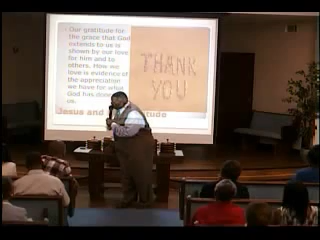 Our gratitude for
the grace that God
extends to us is
shown by our love
for him and to
others. How we
love is evidence of
the appreciation
we have for what
God has done
us.
THANK
YOU
Jesus and
tude